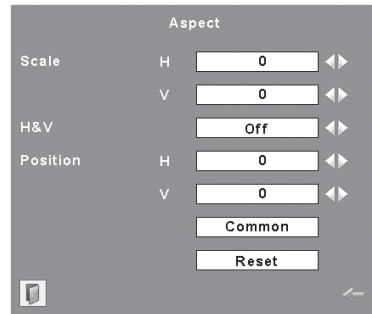 Aspect
Scale H 0
V 0
H&V Off
Position H 0
V 0
Common
Reset